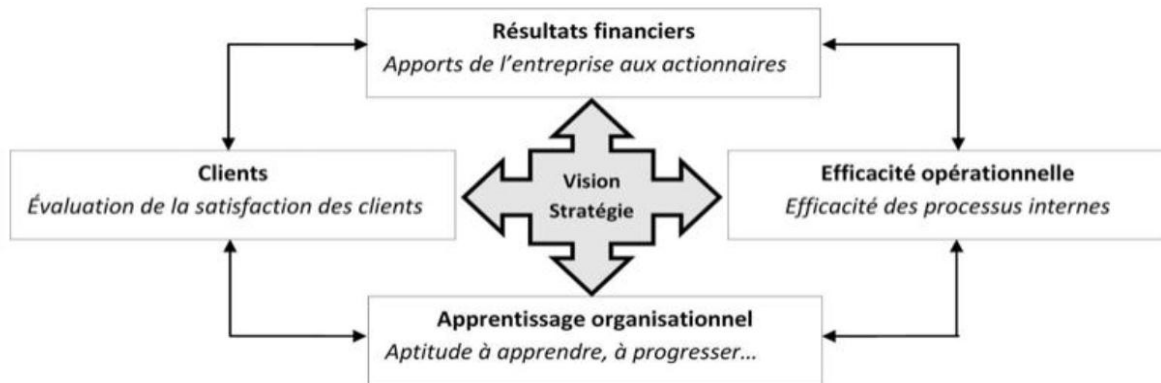 Résultats financiers
Apports de l’entreprise aux actionnaires
Clients
Évaluation de la satisfaction des clients
Vision
Stratégie
Efficacité opérationnelle
Efficacité des processus internes
Apprentissage organisationnel
Aptitude à apprendre, à progresser…